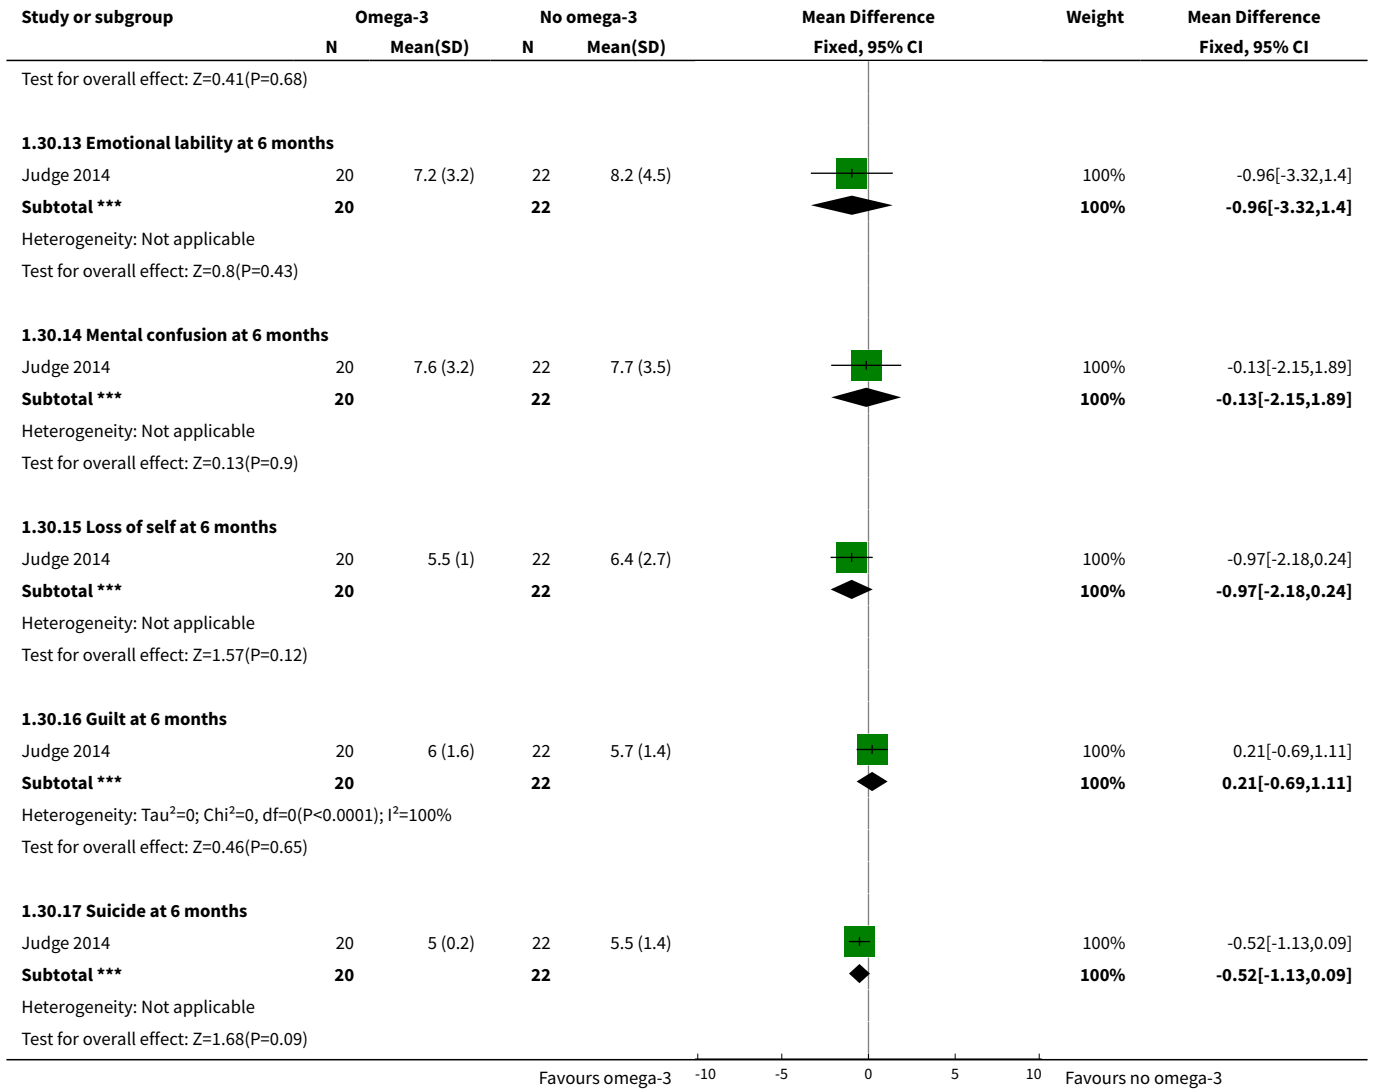 Study or subgroup Omega-3 No omega-3 Mean Difference Weight Mean Difference
N Mean(SD) N Mean(SD) Fixed, 95% CI Fixed, 95% CI
Test for overall effect: Z=0.41(P=0.68)
1.30.13 Emotional lability at 6 months
Judge 2014 20 7.2 (3.2) 22 8.2 (4.5) 100% -0.96[-3.32,1.4]
Subtotal *** 20 22 100% -0.96[-3.32,1.4]
Heterogeneity: Not applicable
Test for overall effect: Z=0.8(P=0.43)
1.30.14 Mental confusion at 6 months
Judge 2014 20 7.6 (3.2) 22 7.7 (3.5) 100% -0.13[-2.15,1.89]
Subtotal *** 20 22 100% -0.13[-2.15,1.89]
Heterogeneity: Not applicable
Test for overall effect: Z=0.13(P=0.9)
1.30.15 Loss of self at 6 months
Judge 2014 20 5.5 (1) 22 6.4 (2.7) 100% -0.97[-2.18,0.24]
Subtotal *** 20 22 100% -0.97[-2.18,0.24]
Heterogeneity: Not applicable
Test for overall effect: Z=1.57(P=0.12)
1.30.16 Guilt at 6 months
Judge 2014 20 6 (1.6) 22 5.7 (1.4) 100% 0.21[-0.69,1.11]
Subtotal *** 20 22 100% 0.21[-0.69,1.11]
Heterogeneity: Tau²=0; Chi²=0, df=0(P<0.0001); I²=100%
Test for overall effect: Z=0.46(P=0.65)
1.30.17 Suicide at 6 months
Judge 2014 20 5 (0.2) 22 5.5 (1.4) 100% -0.52[-1.13,0.09]
Subtotal *** 20 22 100% -0.52[-1.13,0.09]
Heterogeneity: Not applicable
Test for overall effect: Z=1.68(P=0.09)
Favours omega-3 -10 -5 0 5 10 Favours no omega-3